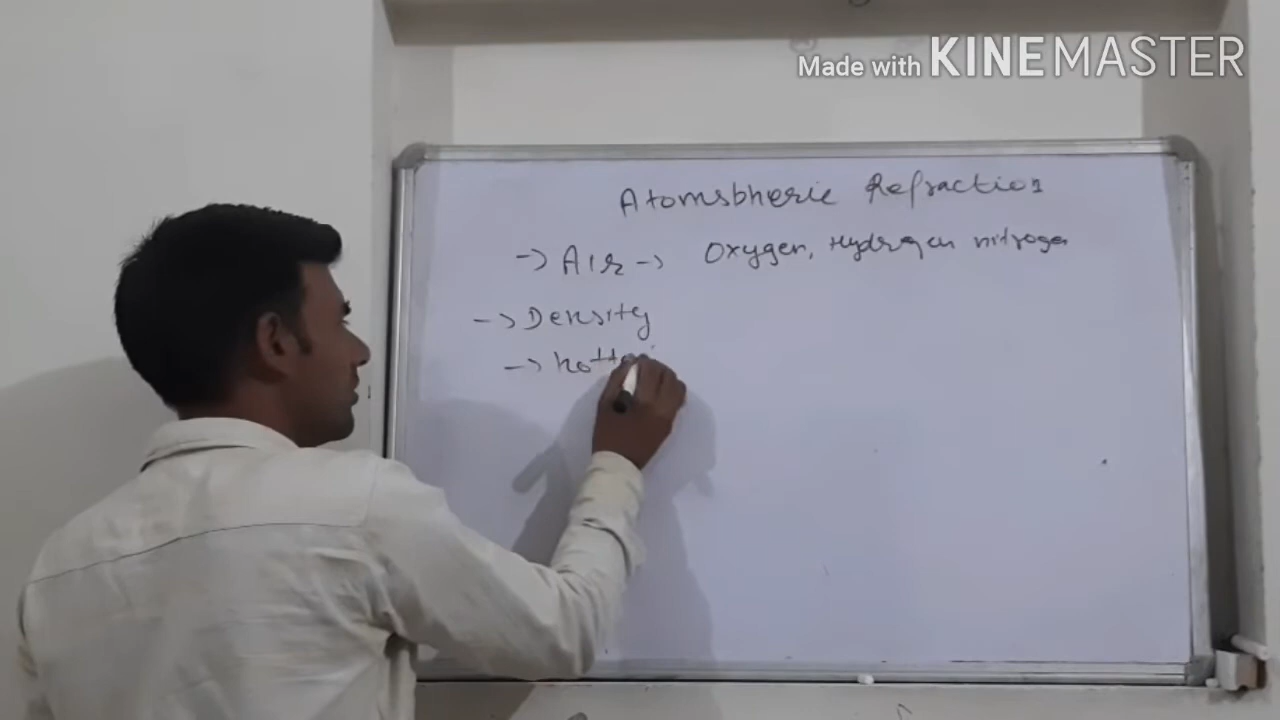 Made with KINEMASTER
Atomsbheric Refraction
-> Air -> Oxygen, Hydrogen nitrogen
-> Density
-> hotte